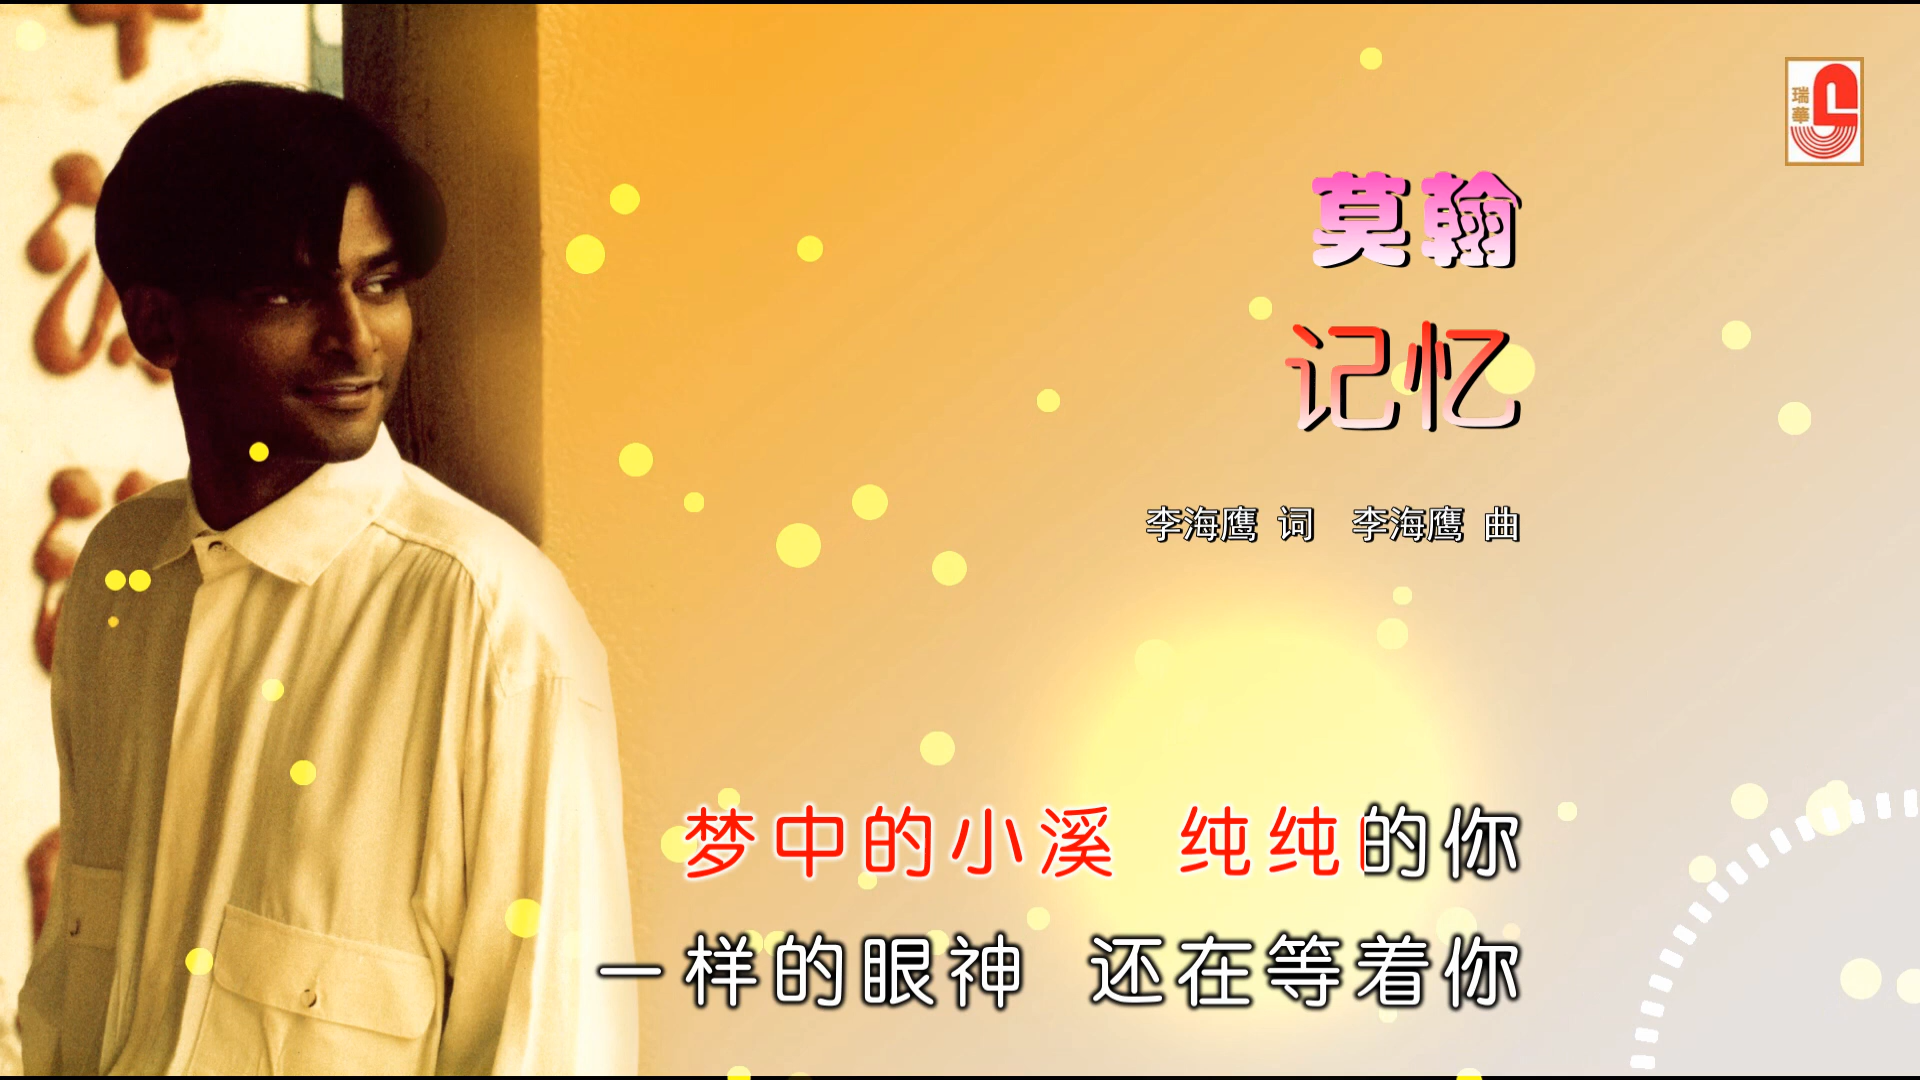 瑞華
莫翰
记忆
李海鹰 词 李海鹰 曲
梦中的小溪 纯纯的你
一样的眼神 还在等着你